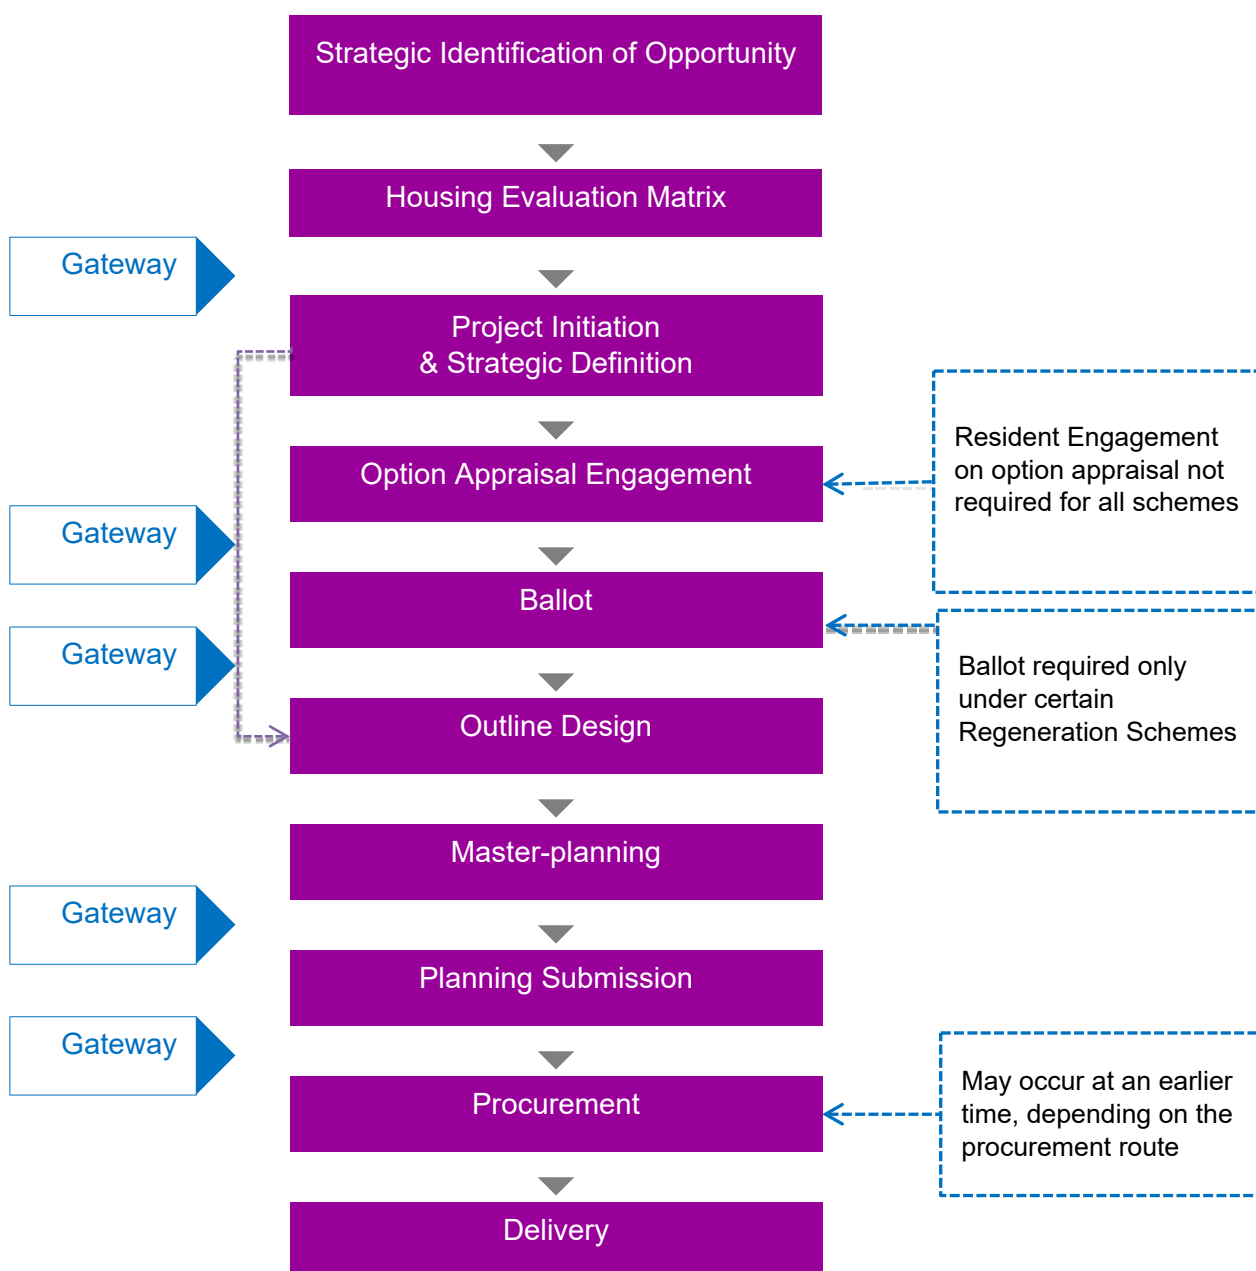 Strategic Identification of Opportunity
Housing Evaluation Matrix
Gateway
Project Initiation
& Strategic Definition
Option Appraisal Engagement
Resident Engagement
on option appraisal not
required for all schemes
Gateway
Ballot
Gateway
Ballot required only
under certain
Regeneration Schemes
Outline Design
Master-planning
Gateway
Planning Submission
Gateway
Procurement
May occur at an earlier
time, depending on the
procurement route
Delivery